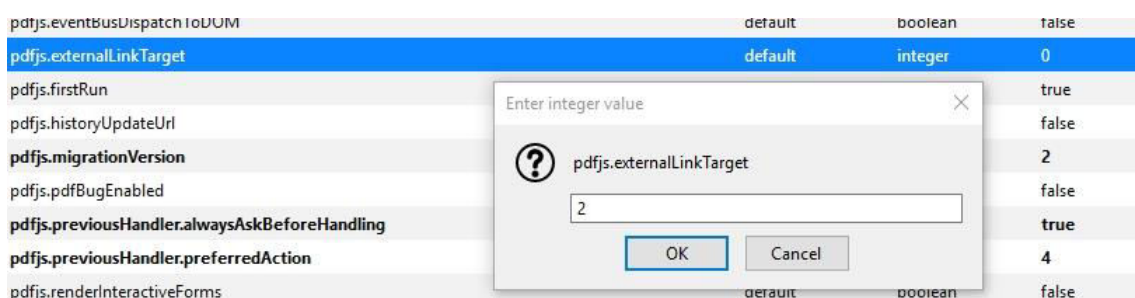 pdfjs.eventBusDispatchToDOM default boolean false
pdfjs.externalLinkTarget default integer 0
pdfjs.firstRun true
pdfjs.historyUpdateUrl false
pdfjs.migrationVersion 2
pdfjs.pdfBugEnabled false
pdfjs.previousHandler.alwaysAskBeforeHandling true
pdfjs.previousHandler.preferredAction 4
pdfjs.renderInteractiveForms default boolean false
Enter integer value
pdfjs.externalLinkTarget
2
OK Cancel